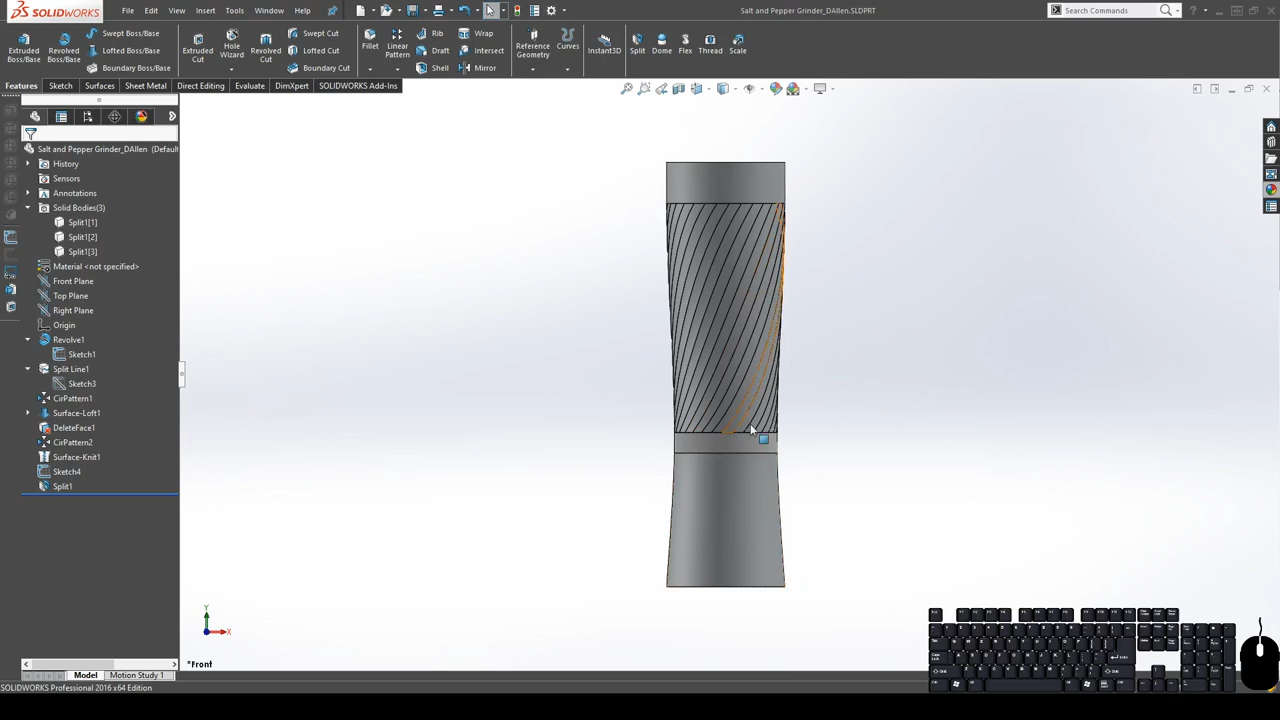 SOLIDWORKS File Edit View Insert Tools Window Help Salt and Pepper Grinder_DAllen.SLDPRT Search Commands
Extruded Boss/Base Revolved Boss/Base Swept Boss/Base Lofted Boss/Base Boundary Boss/Base Extruded Cut Hole Wizard Revolved Cut Swept Cut Lofted Cut Boundary Cut Fillet Linear Pattern Rib Draft Shell Wrap Intersect Mirror Reference Geometry Curves Instant3D Split Dome Flex Thread Scale
Features Sketch Surfaces Sheet Metal Direct Editing Evaluate DimXpert SOLIDWORKS Add-Ins
Salt and Pepper Grinder_DAllen (Default
History
Sensors
Annotations
Solid Bodies(3)
Split1[1]
Split1[2]
Split1[3]
Material <not specified>
Front Plane
Top Plane
Right Plane
Origin
Revolve1
Sketch1
Split Line1
Sketch3
CirPattern1
Surface-Loft1
DeleteFace1
CirPattern2
Surface-Knit1
Sketch4
Split1
Y
X
*Front
Model Motion Study 1
SOLIDWORKS Professional 2016 x64 Edition